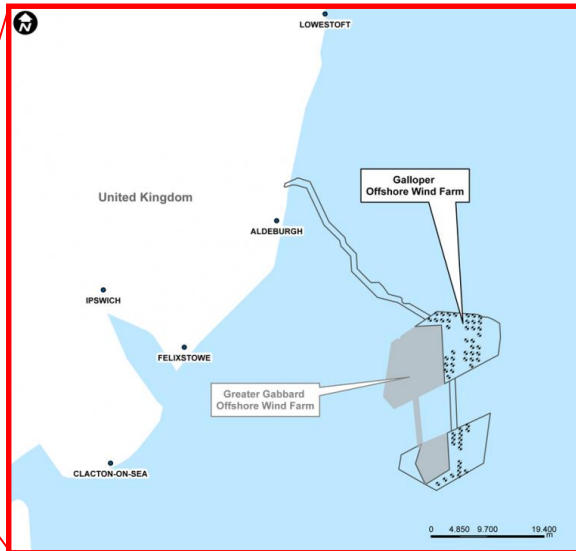 N
LOWESTOFT
Galloper
Offshore Wind Farm
United Kingdom
ALDEBURGH
IPSWICH
FELIXSTOWE
Greater Gabbard
Offshore Wind Farm
CLACTON-ON-SEA
0 4.850 9.700 19.400
m